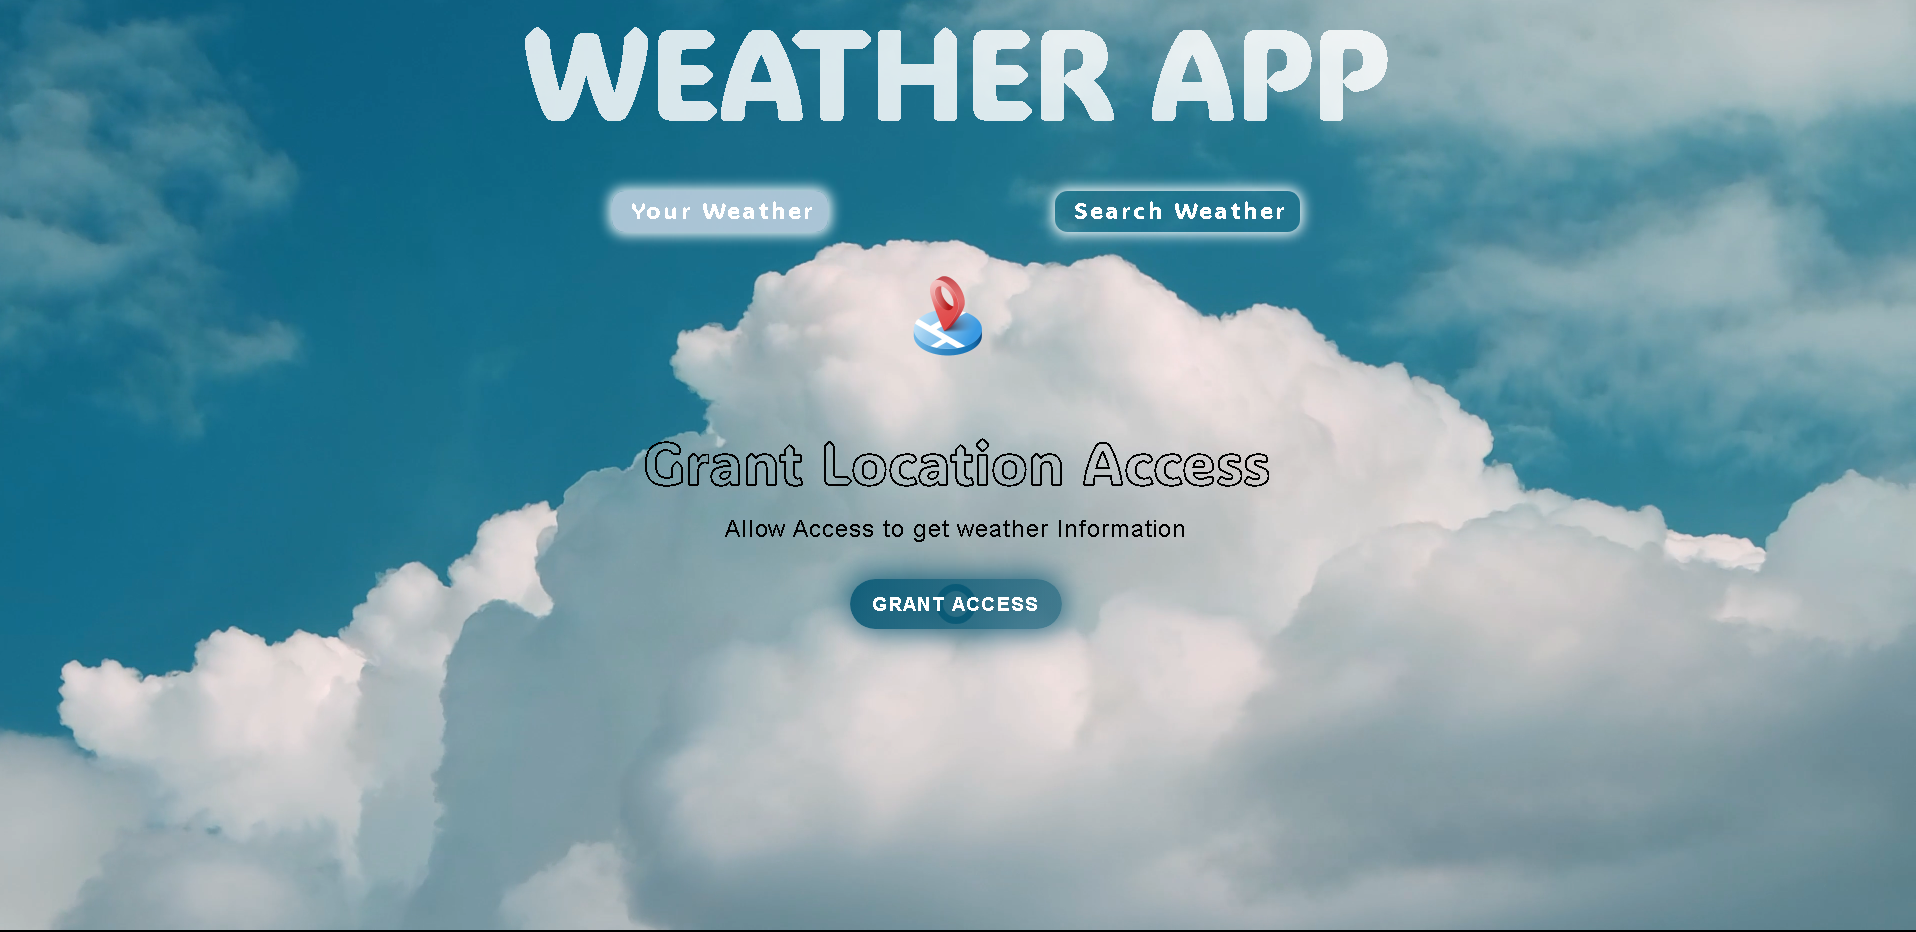 WEATHER APP
Your Weather
Search Weather
Grant Location Access
Allow Access to get weather Information
GRANT ACCESS